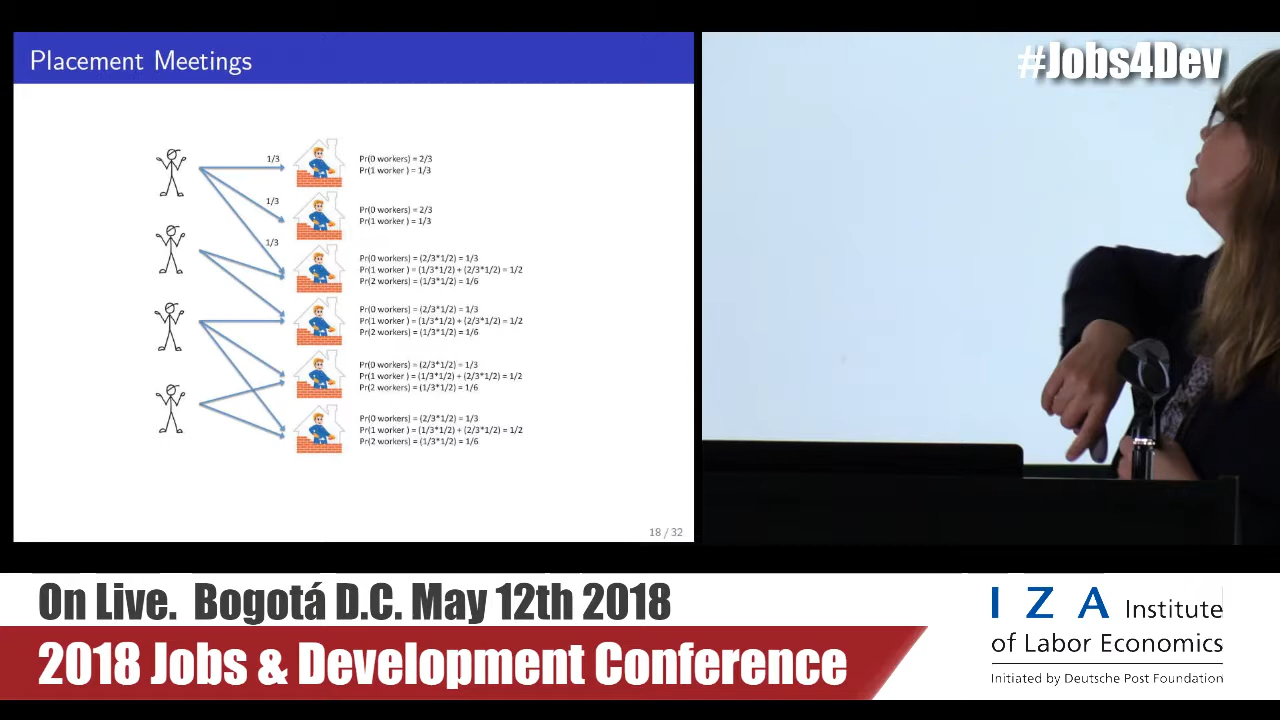 Placement Meetings
#Jobs4Dev
1/3
Pr(0 workers) = 2/3
Pr(1 worker ) = 1/3
1/3
Pr(0 workers) = 2/3
Pr(1 worker ) = 1/3
1/3
Pr(0 workers) = (2/3*1/2) = 1/3
Pr(1 worker ) = (1/3*1/2) + (2/3*1/2) = 1/2
Pr(2 workers) = (1/3*1/2) = 1/6
Pr(0 workers) = (2/3*1/2) = 1/3
Pr(1 worker ) = (1/3*1/2) + (2/3*1/2) = 1/2
Pr(2 workers) = (1/3*1/2) = 1/6
Pr(0 workers) = (2/3*1/2) = 1/3
Pr(1 worker ) = (1/3*1/2) + (2/3*1/2) = 1/2
Pr(2 workers) = (1/3*1/2) = 1/6
Pr(0 workers) = (2/3*1/2) = 1/3
Pr(1 worker ) = (1/3*1/2) + (2/3*1/2) = 1/2
Pr(2 workers) = (1/3*1/2) = 1/6
18 / 32
On Live. Bogotá D.C. May 12th 2018
2018 Jobs & Development Conference
I Z A Institute
of Labor Economics
Initiated by Deutsche Post Foundation